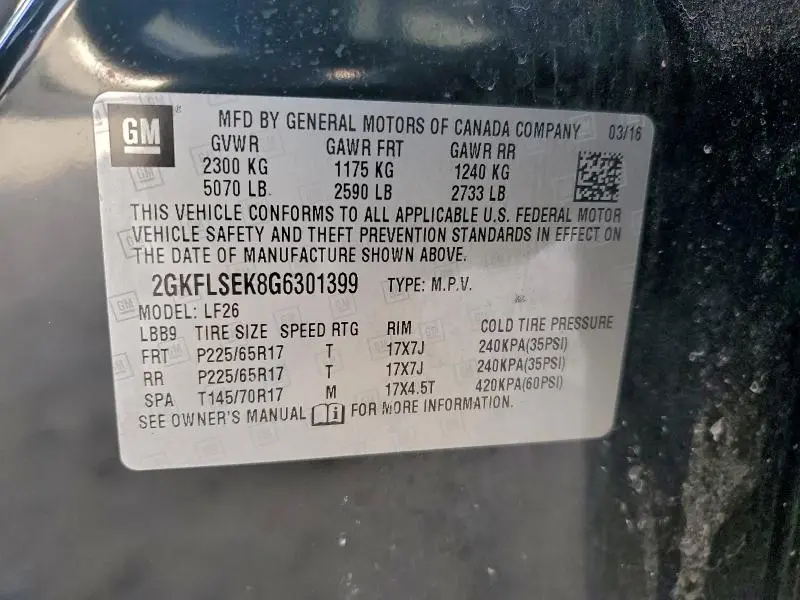 GM MFD BY GENERAL MOTORS OF CANADA COMPANY 03/16
GVWR GAWR FRT GAWR RR
2300 KG 1175 KG 1240 KG
5070 LB 2590 LB 2733 LB
THIS VEHICLE CONFORMS TO ALL APPLICABLE U.S. FEDERAL MOTOR
VEHICLE SAFETY AND THEFT PREVENTION STANDARDS IN EFFECT ON
THE DATE OF MANUFACTURE SHOWN ABOVE.
2GKFLSEK8G6301399 TYPE: M.P.V.
MODEL: LF26
LBB9 TIRE SIZE SPEED RTG RIM COLD TIRE PRESSURE
FRT P225/65R17 T 17X7J 240KPA(35PSI)
RR P225/65R17 T 17X7J 240KPA(35PSI)
SPA T145/70R17 M 17X4.5T 420KPA(60PSI)
SEE OWNER'S MANUAL i FOR MORE INFORMATION.